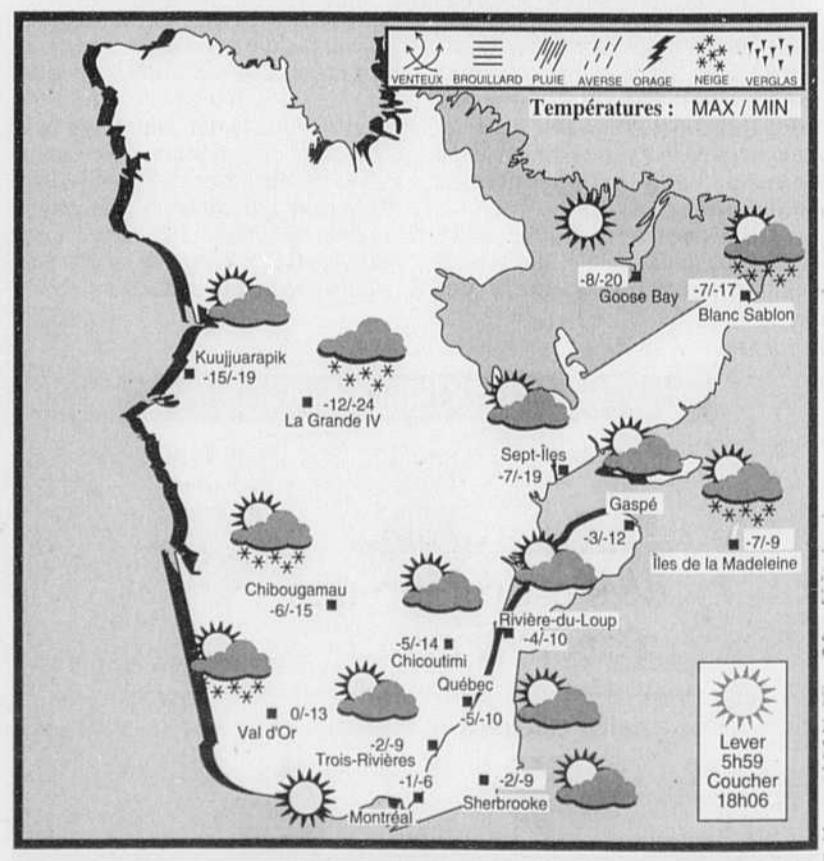 VENTEUX BROUILLARD PLUIE AVERSE ORAGE NEIGE VERGLAS
Températures : MAX / MIN
-8/-20
Goose Bay
-7/-17
Blanc Sablon
Kuujjuarapik
-15/-19
-12/-24
La Grande IV
Sept-Îles
-7/-19
Gaspé
-3/-12
-7/-9
Îles de la Madeleine
Chibougamau
-6/-15
Rivière-du-Loup
-4/-10
-5/-14
Chicoutimi
Québec
-5/-10
0/-13
Val d'Or
-2/-9
Trois-Rivières
-1/-6
Montréal
-2/-9
Sherbrooke
Lever
5h59
Coucher
18h06